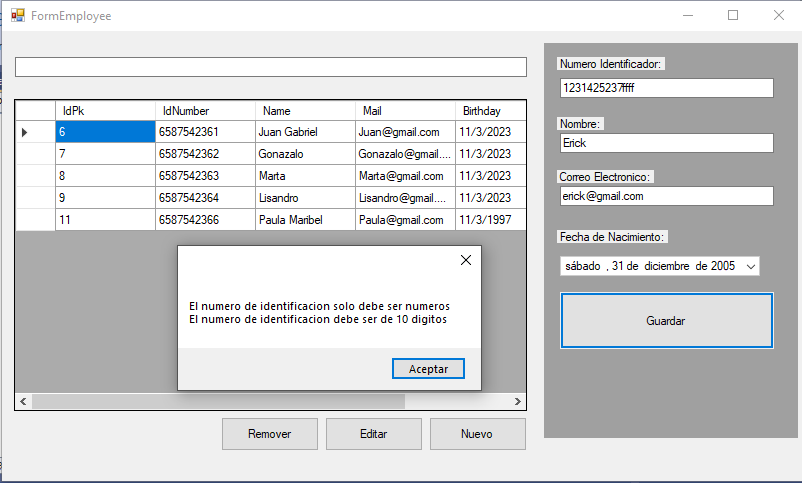 FormEmployee
IdPk IdNumber Name Mail Birthday
6 6587542361 Juan Gabriel Juan@gmail.com 11/3/2023
7 6587542362 Gonazalo Gonazalo@gmail.... 11/3/2023
8 6587542363 Marta Marta@gmail.com 11/3/2023
9 6587542364 Lisandro Lisandro@gmail.... 11/3/2023
11 6587542366 Paula Maribel Paula@gmail.com 11/3/1997
El numero de identificacion solo debe ser numeros
El numero de identificacion debe ser de 10 digitos
Aceptar
Remover Editar Nuevo
Numero Identificador:
1231425237ffff
Nombre:
Erick
Correo Electronico:
erick@gmail.com
Fecha de Nacimiento:
sábado , 31 de diciembre de 2005
Guardar